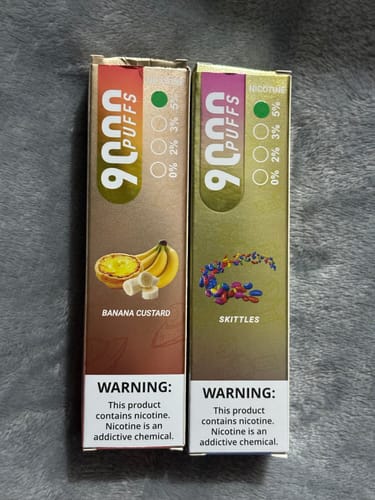 NICOTINE
9000
PUFFS
5%
3%
2%
0%
BANANA CUSTARD
WARNING:
This product
contains nicotine.
Nicotine is an
addictive chemical.
NICOTINE
9000
PUFFS
5%
3%
2%
0%
SKITTLES
WARNING:
This product
contains nicotine.
Nicotine is an
addictive chemical.